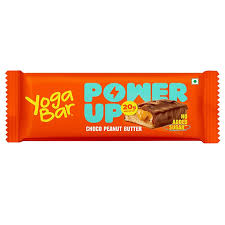 Yoga
Bar
POWER
UP
20g
CHOCO PEANUT BUTTER
NO
ADDED
SUGAR